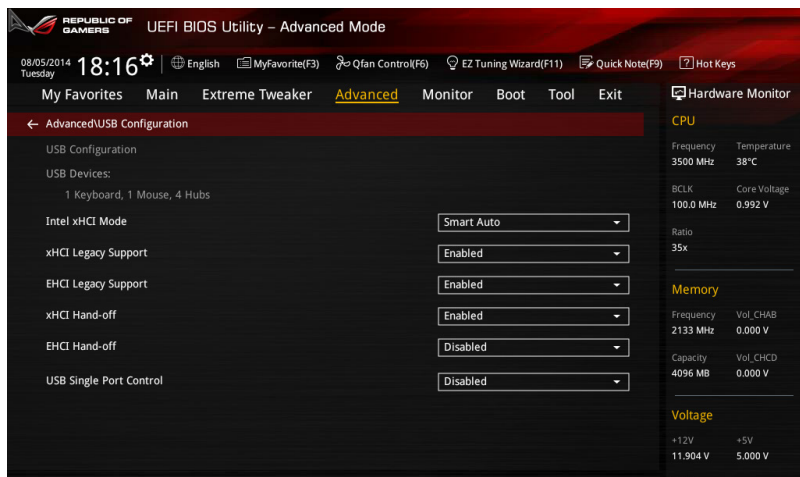 REPUBLIC OF
GAMERS
UEFI BIOS Utility – Advanced Mode
08/05/2014
Tuesday
18:16
English
MyFavorite(F3)
Qfan Control(F6)
EZ Tuning Wizard(F11)
Quick Note(F9)
? Hot Keys
My Favorites Main Extreme Tweaker Advanced Monitor Boot Tool Exit
Hardware Monitor
← Advanced\USB Configuration
USB Configuration
USB Devices:
1 Keyboard, 1 Mouse, 4 Hubs
Intel xHCI Mode Smart Auto
xHCI Legacy Support Enabled
EHCI Legacy Support Enabled
xHCI Hand-off Enabled
EHCI Hand-off Disabled
USB Single Port Control Disabled
CPU
Frequency Temperature
3500 MHz 38°C
BCLK Core Voltage
100.0 MHz 0.992 V
Ratio
35x
Memory
Frequency Vol_CHAB
2133 MHz 0.000 V
Capacity Vol_CHCD
4096 MB 0.000 V
Voltage
+12V +5V
11.904 V 5.000 V